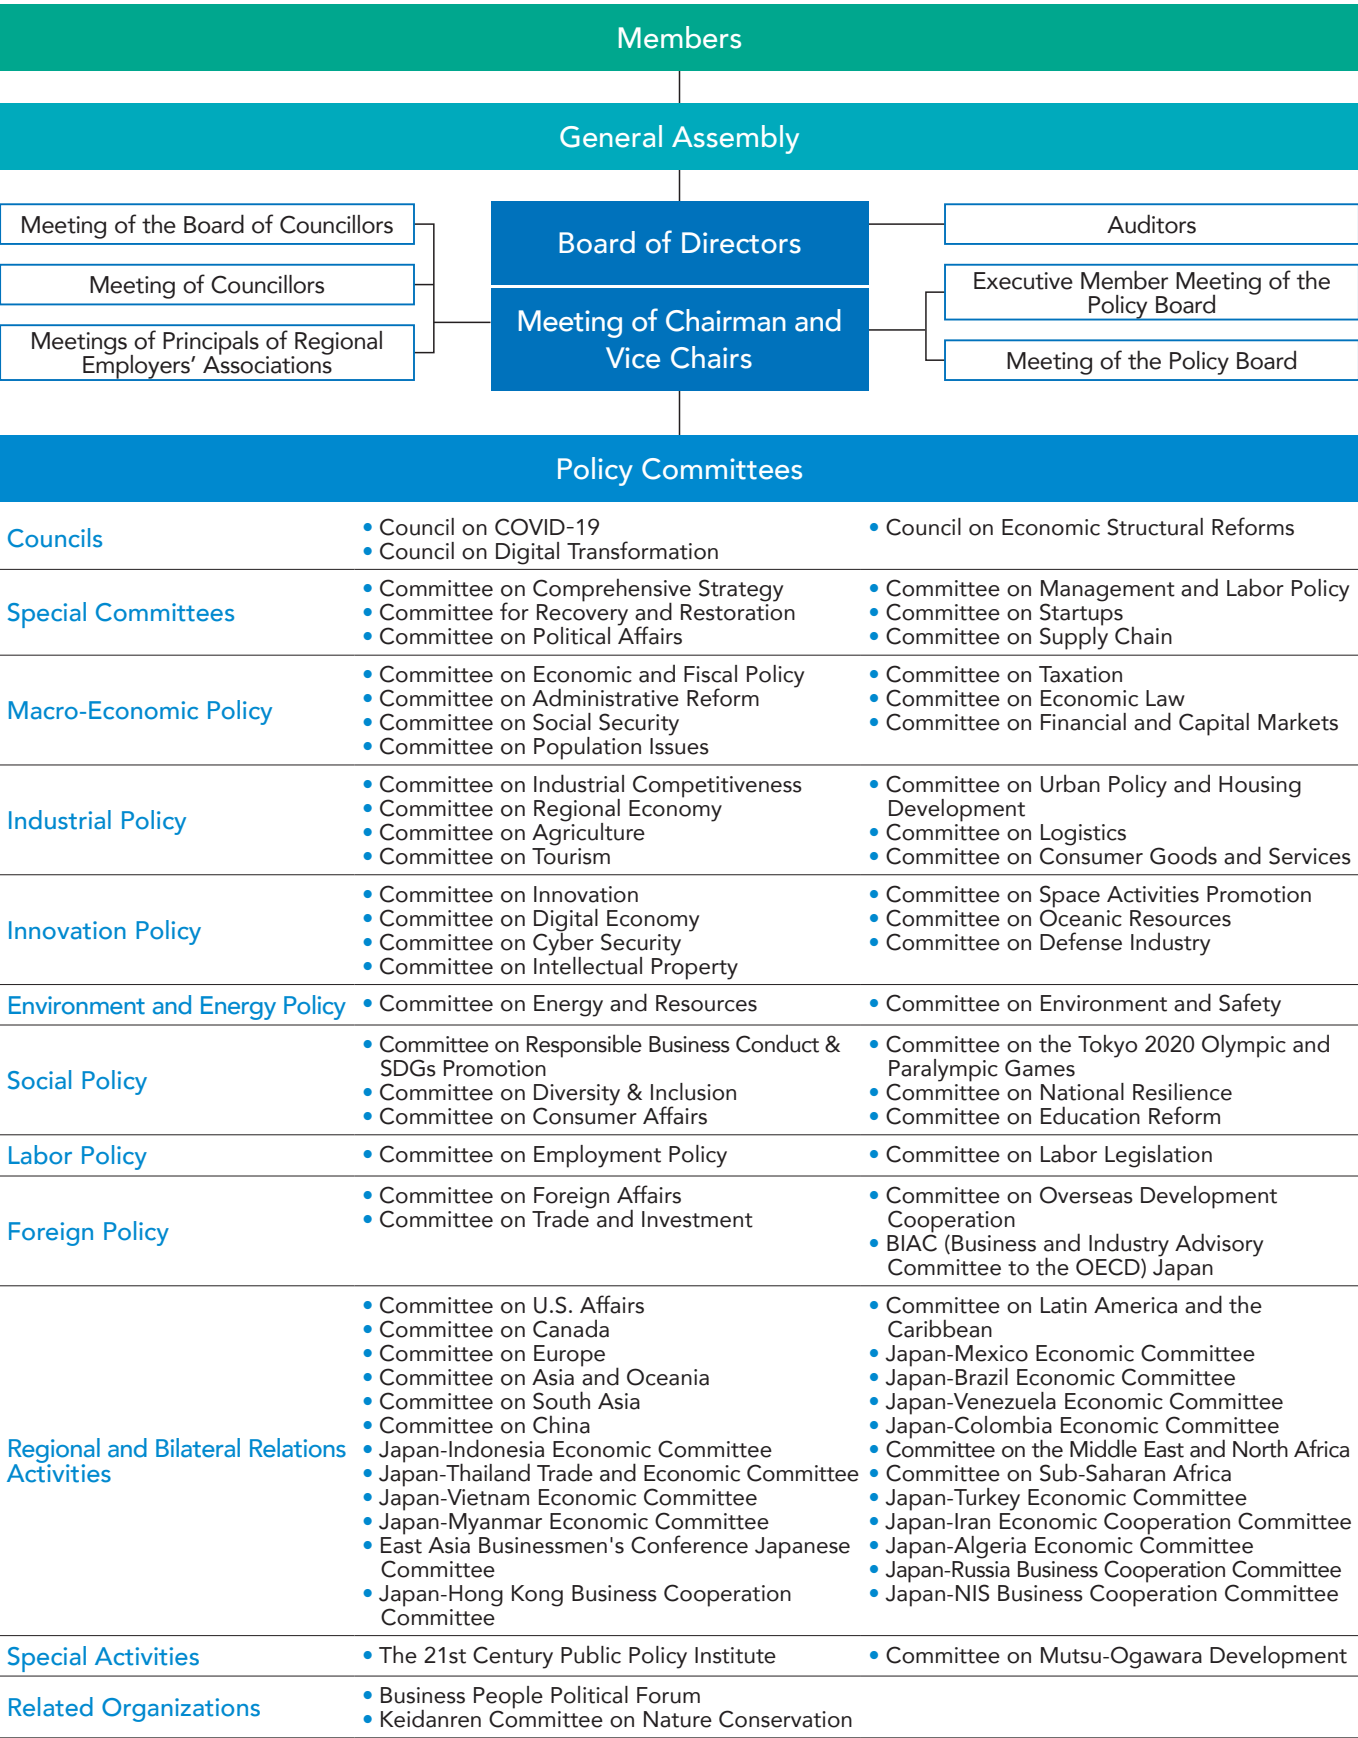 Members
General Assembly
Meeting of the Board of Councillors
Meeting of Councillors
Meetings of Principals of Regional
Employers’ Associations
Board of Directors
Meeting of Chairman and
Vice Chairs
Auditors
Executive Member Meeting of the
Policy Board
Meeting of the Policy Board
Policy Committees
Councils
• Council on COVID-19
• Council on Digital Transformation
• Council on Economic Structural Reforms
Special Committees
• Committee on Comprehensive Strategy
• Committee for Recovery and Restoration
• Committee on Political Affairs
• Committee on Management and Labor Policy
• Committee on Startups
• Committee on Supply Chain
Macro-Economic Policy
• Committee on Economic and Fiscal Policy
• Committee on Administrative Reform
• Committee on Social Security
• Committee on Population Issues
• Committee on Taxation
• Committee on Economic Law
• Committee on Financial and Capital Markets
Industrial Policy
• Committee on Industrial Competitiveness
• Committee on Regional Economy
• Committee on Agriculture
• Committee on Tourism
• Committee on Urban Policy and Housing
Development
• Committee on Logistics
• Committee on Consumer Goods and Services
Innovation Policy
• Committee on Innovation
• Committee on Digital Economy
• Committee on Cyber Security
• Committee on Intellectual Property
• Committee on Space Activities Promotion
• Committee on Oceanic Resources
• Committee on Defense Industry
Environment and Energy Policy
• Committee on Energy and Resources
• Committee on Environment and Safety
Social Policy
• Committee on Responsible Business Conduct &
SDGs Promotion
• Committee on Diversity & Inclusion
• Committee on Consumer Affairs
• Committee on the Tokyo 2020 Olympic and
Paralympic Games
• Committee on National Resilience
• Committee on Education Reform
Labor Policy
• Committee on Employment Policy
• Committee on Labor Legislation
Foreign Policy
• Committee on Foreign Affairs
• Committee on Trade and Investment
• Committee on Overseas Development
Cooperation
• BIAC (Business and Industry Advisory
Committee to the OECD) Japan
Regional and Bilateral Relations
Activities
• Committee on U.S. Affairs
• Committee on Canada
• Committee on Europe
• Committee on Asia and Oceania
• Committee on South Asia
• Committee on China
• Japan-Indonesia Economic Committee
• Japan-Thailand Trade and Economic Committee
• Japan-Vietnam Economic Committee
• Japan-Myanmar Economic Committee
• East Asia Businessmen's Conference Japanese
Committee
• Japan-Hong Kong Business Cooperation
Committee
• Committee on Latin America and the
Caribbean
• Japan-Mexico Economic Committee
• Japan-Brazil Economic Committee
• Japan-Venezuela Economic Committee
• Japan-Colombia Economic Committee
• Committee on the Middle East and North Africa
• Committee on Sub-Saharan Africa
• Japan-Turkey Economic Committee
• Japan-Iran Economic Cooperation Committee
• Japan-Algeria Economic Committee
• Japan-Russia Business Cooperation Committee
• Japan-NIS Business Cooperation Committee
Special Activities
• The 21st Century Public Policy Institute
• Committee on Mutsu-Ogawara Development
Related Organizations
• Business People Political Forum
• Keidanren Committee on Nature Conservation